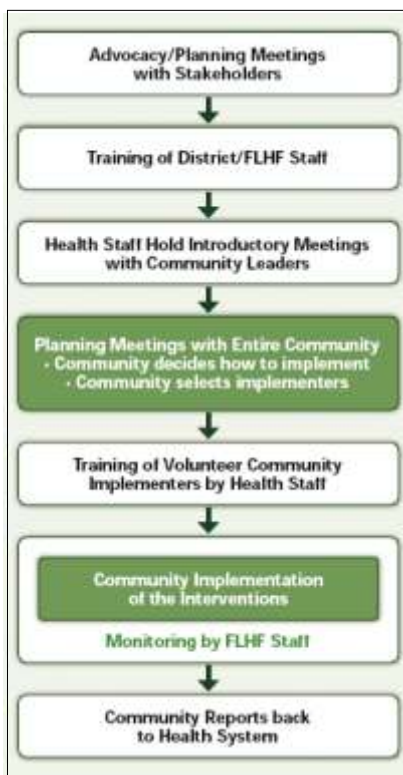 Advocacy/Planning Meetings
with Stakeholders
Training of District/FLHF Staff
Health Staff Hold Introductory Meetings
with Community Leaders
Planning Meetings with Entire Community
· Community decides how to implement
· Community selects implementers
Training of Volunteer Community
Implementers by Health Staff
Community Implementation
of the Interventions
Monitoring by FLHF Staff
Community Reports back
to Health System